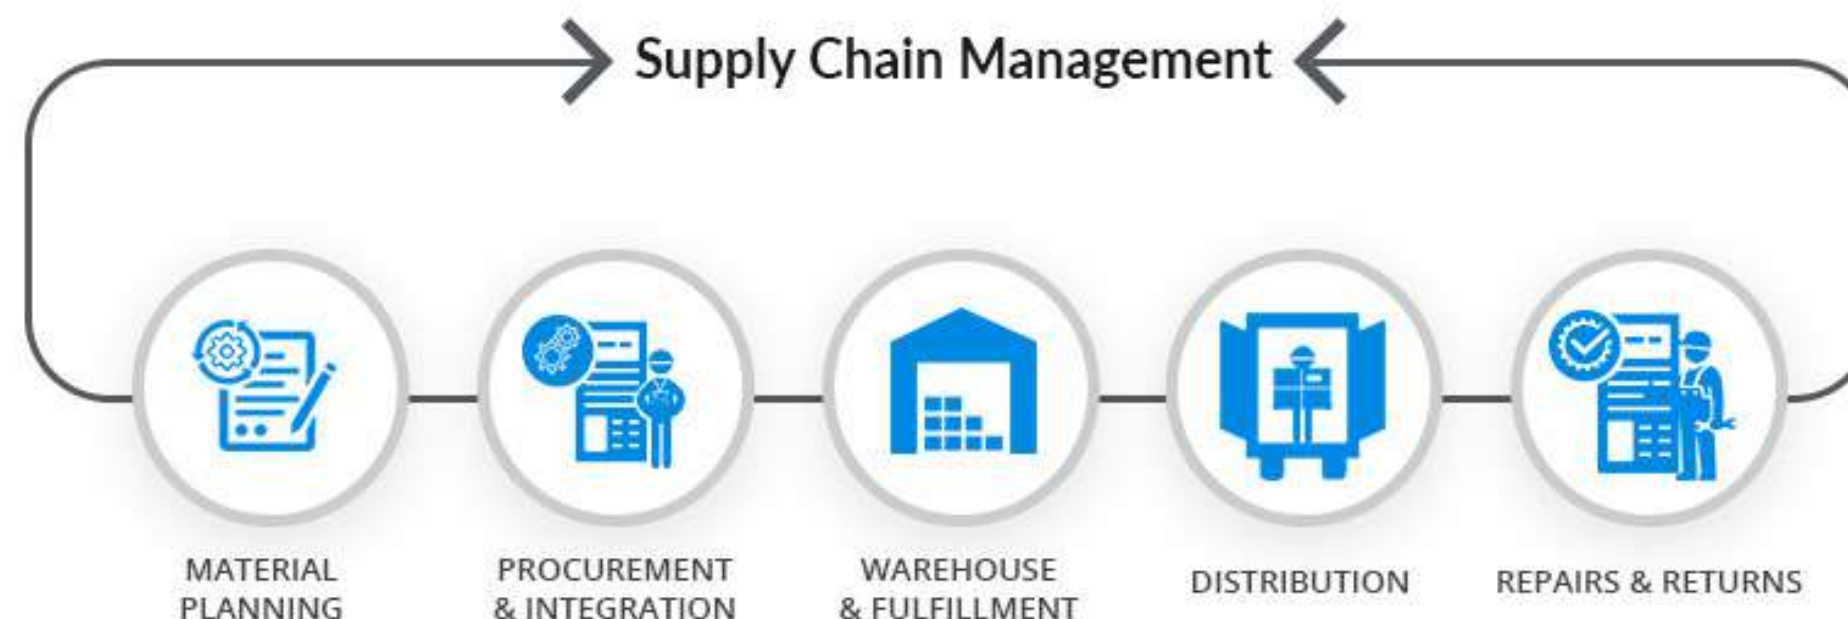 Supply Chain Management
MATERIAL
PLANNING
PROCUREMENT
& INTEGRATION
WAREHOUSE
& FULFILLMENT
DISTRIBUTION
REPAIRS & RETURNS